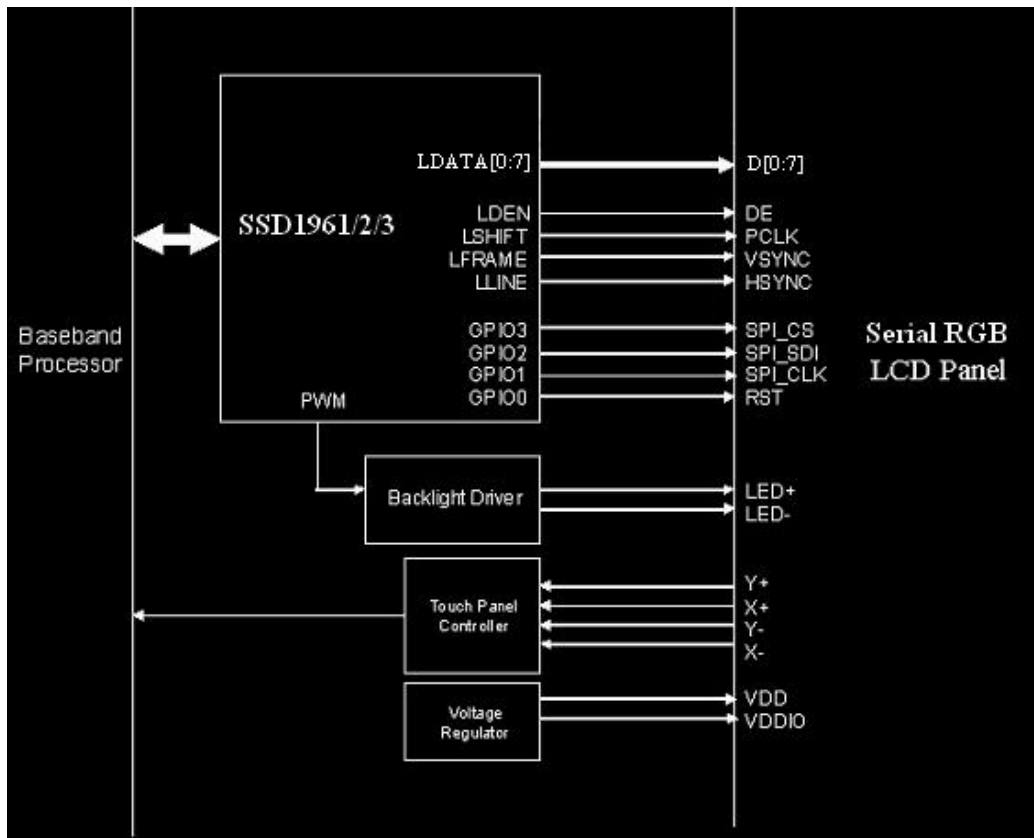 LDATA[0:7]
D[0:7]
SSD1961/2/3
LDEN
DE
LSHIFT
PCLK
LFRAME
VSYNC
LLINE
HSYNC
Baseband
Processor
GPIO3
SPI_CS
GPIO2
SPI_SDI
GPIO1
SPI_CLK
GPIO0
RST
Serial RGB
LCD Panel
PWM
Backlight Driver
LED+
LED-
Touch Panel
Controller
Y+
X+
Y-
X-
Voltage
Regulator
VDD
VDDIO